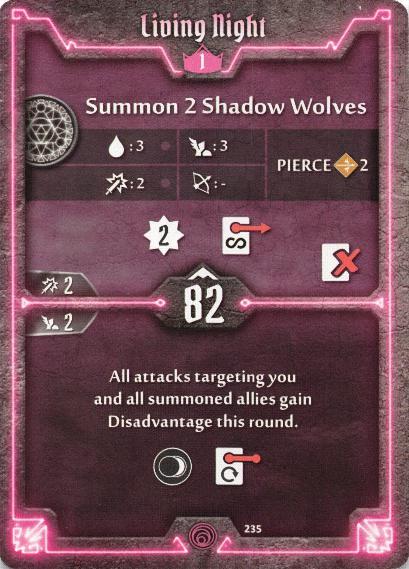 Living Night
1
Summon 2 Shadow Wolves
:3 :3
PIERCE 2
:2 :-
2
2
82
2
All attacks targeting you
and all summoned allies gain
Disadvantage this round.
235